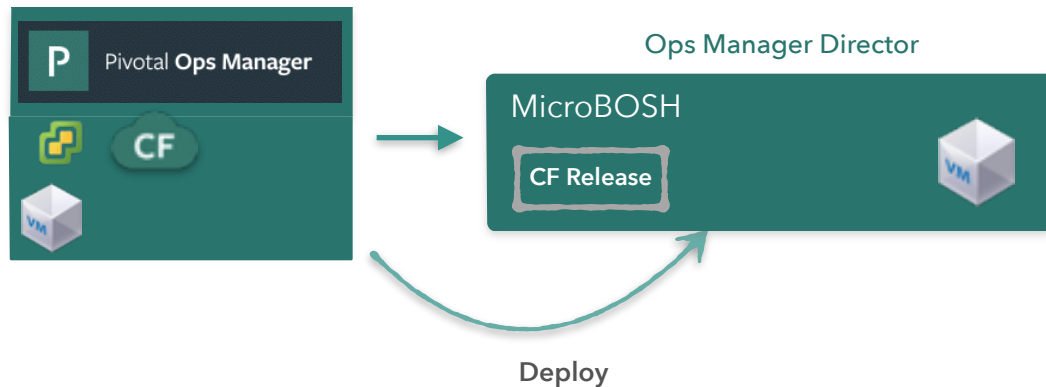 P
Pivotal Ops Manager
CF
VM
Ops Manager Director
MicroBOSH
CF Release
VM
Deploy